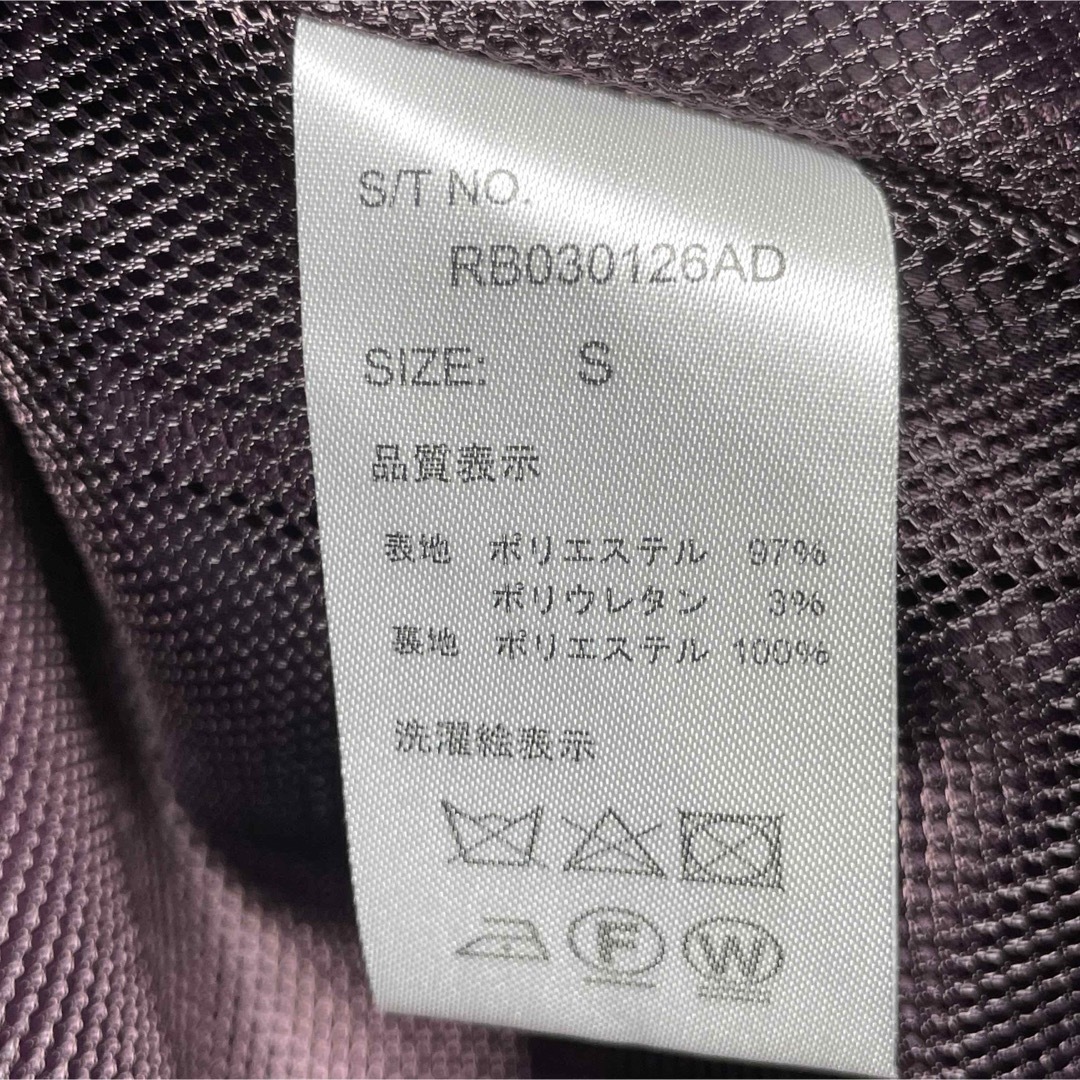 S/T NO.
RB030126AD
SIZE: S
品質表示
表地 ポリエステル 97%
ポリウレタン 3%
裏地 ポリエステル 100%
洗濯絵表示
F W